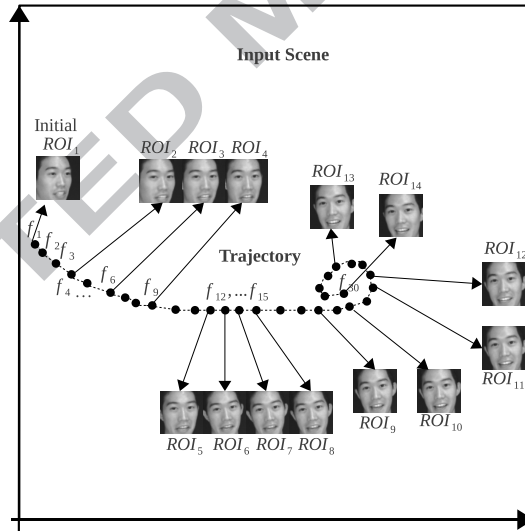 TED M
Input Scene
Initial
ROI1
ROI2 ROI3 ROI4
ROI13
ROI14
f1 f2 f3
Trajectory
ROI12
f4 ... f6 f9
f12,...f15
f30
ROI11
ROI9
ROI10
ROI5 ROI6 ROI7 ROI8